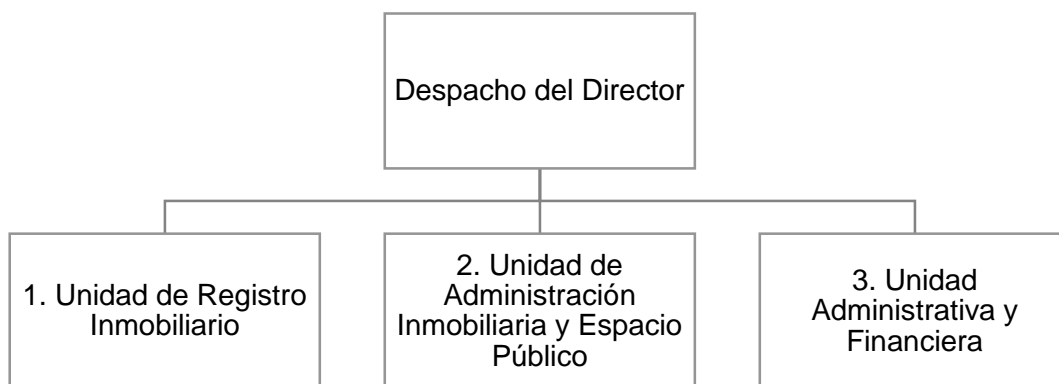 Despacho del Director
1. Unidad de Registro
Inmobiliario
2. Unidad de
Administración
Inmobiliaria y Espacio
Público
3. Unidad
Administrativa y
Financiera